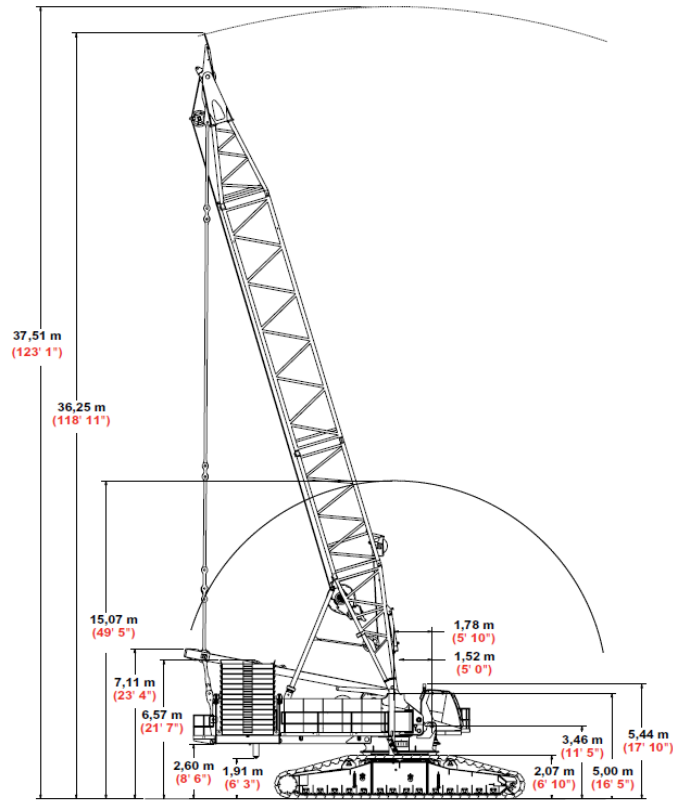 37,51 m
(123' 1")
36,25 m
(118' 11")
15,07 m
(49' 5")
1,78 m
(5' 10")
1,52 m
(5' 0")
7,11 m
(23' 4")
6,57 m
(21' 7")
5,44 m
(17' 10")
3,46 m
(11' 5")
2,60 m
(8' 6")
1,91 m
(6' 3")
2,07 m
(6' 10")
5,00 m
(16' 5")